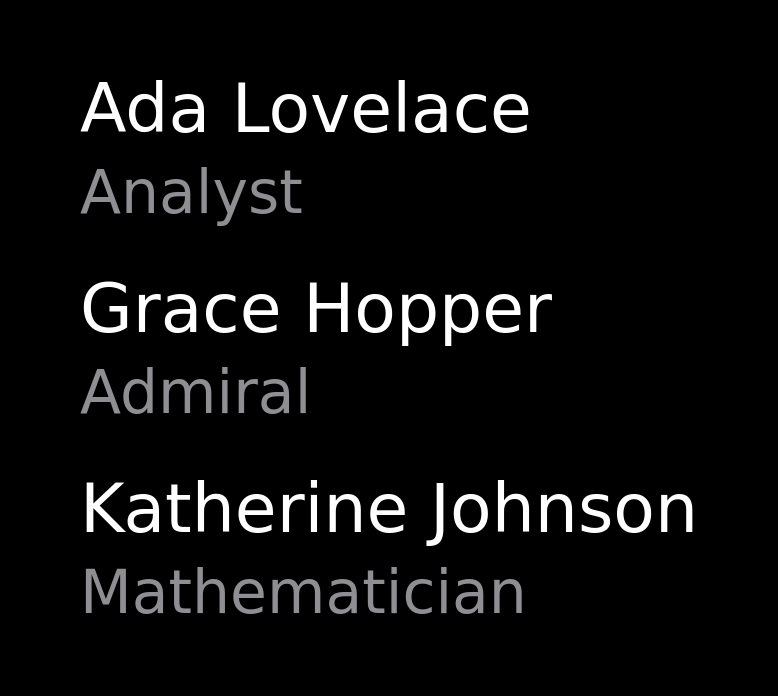 Ada Lovelace
Analyst
Grace Hopper
Admiral
Katherine Johnson
Mathematician